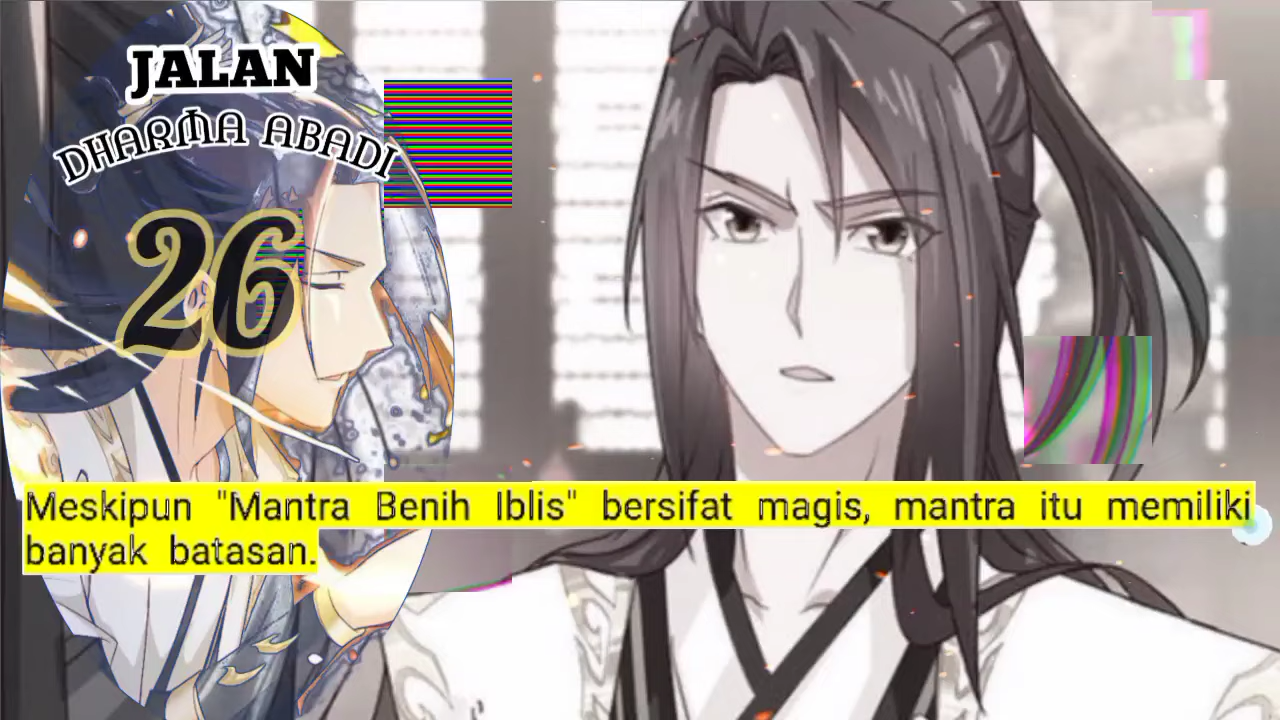 JALAN
DHARMA ABADI
26
Meskipun "Mantra Benih Iblis" bersifat magis, mantra itu memiliki
banyak batasan.